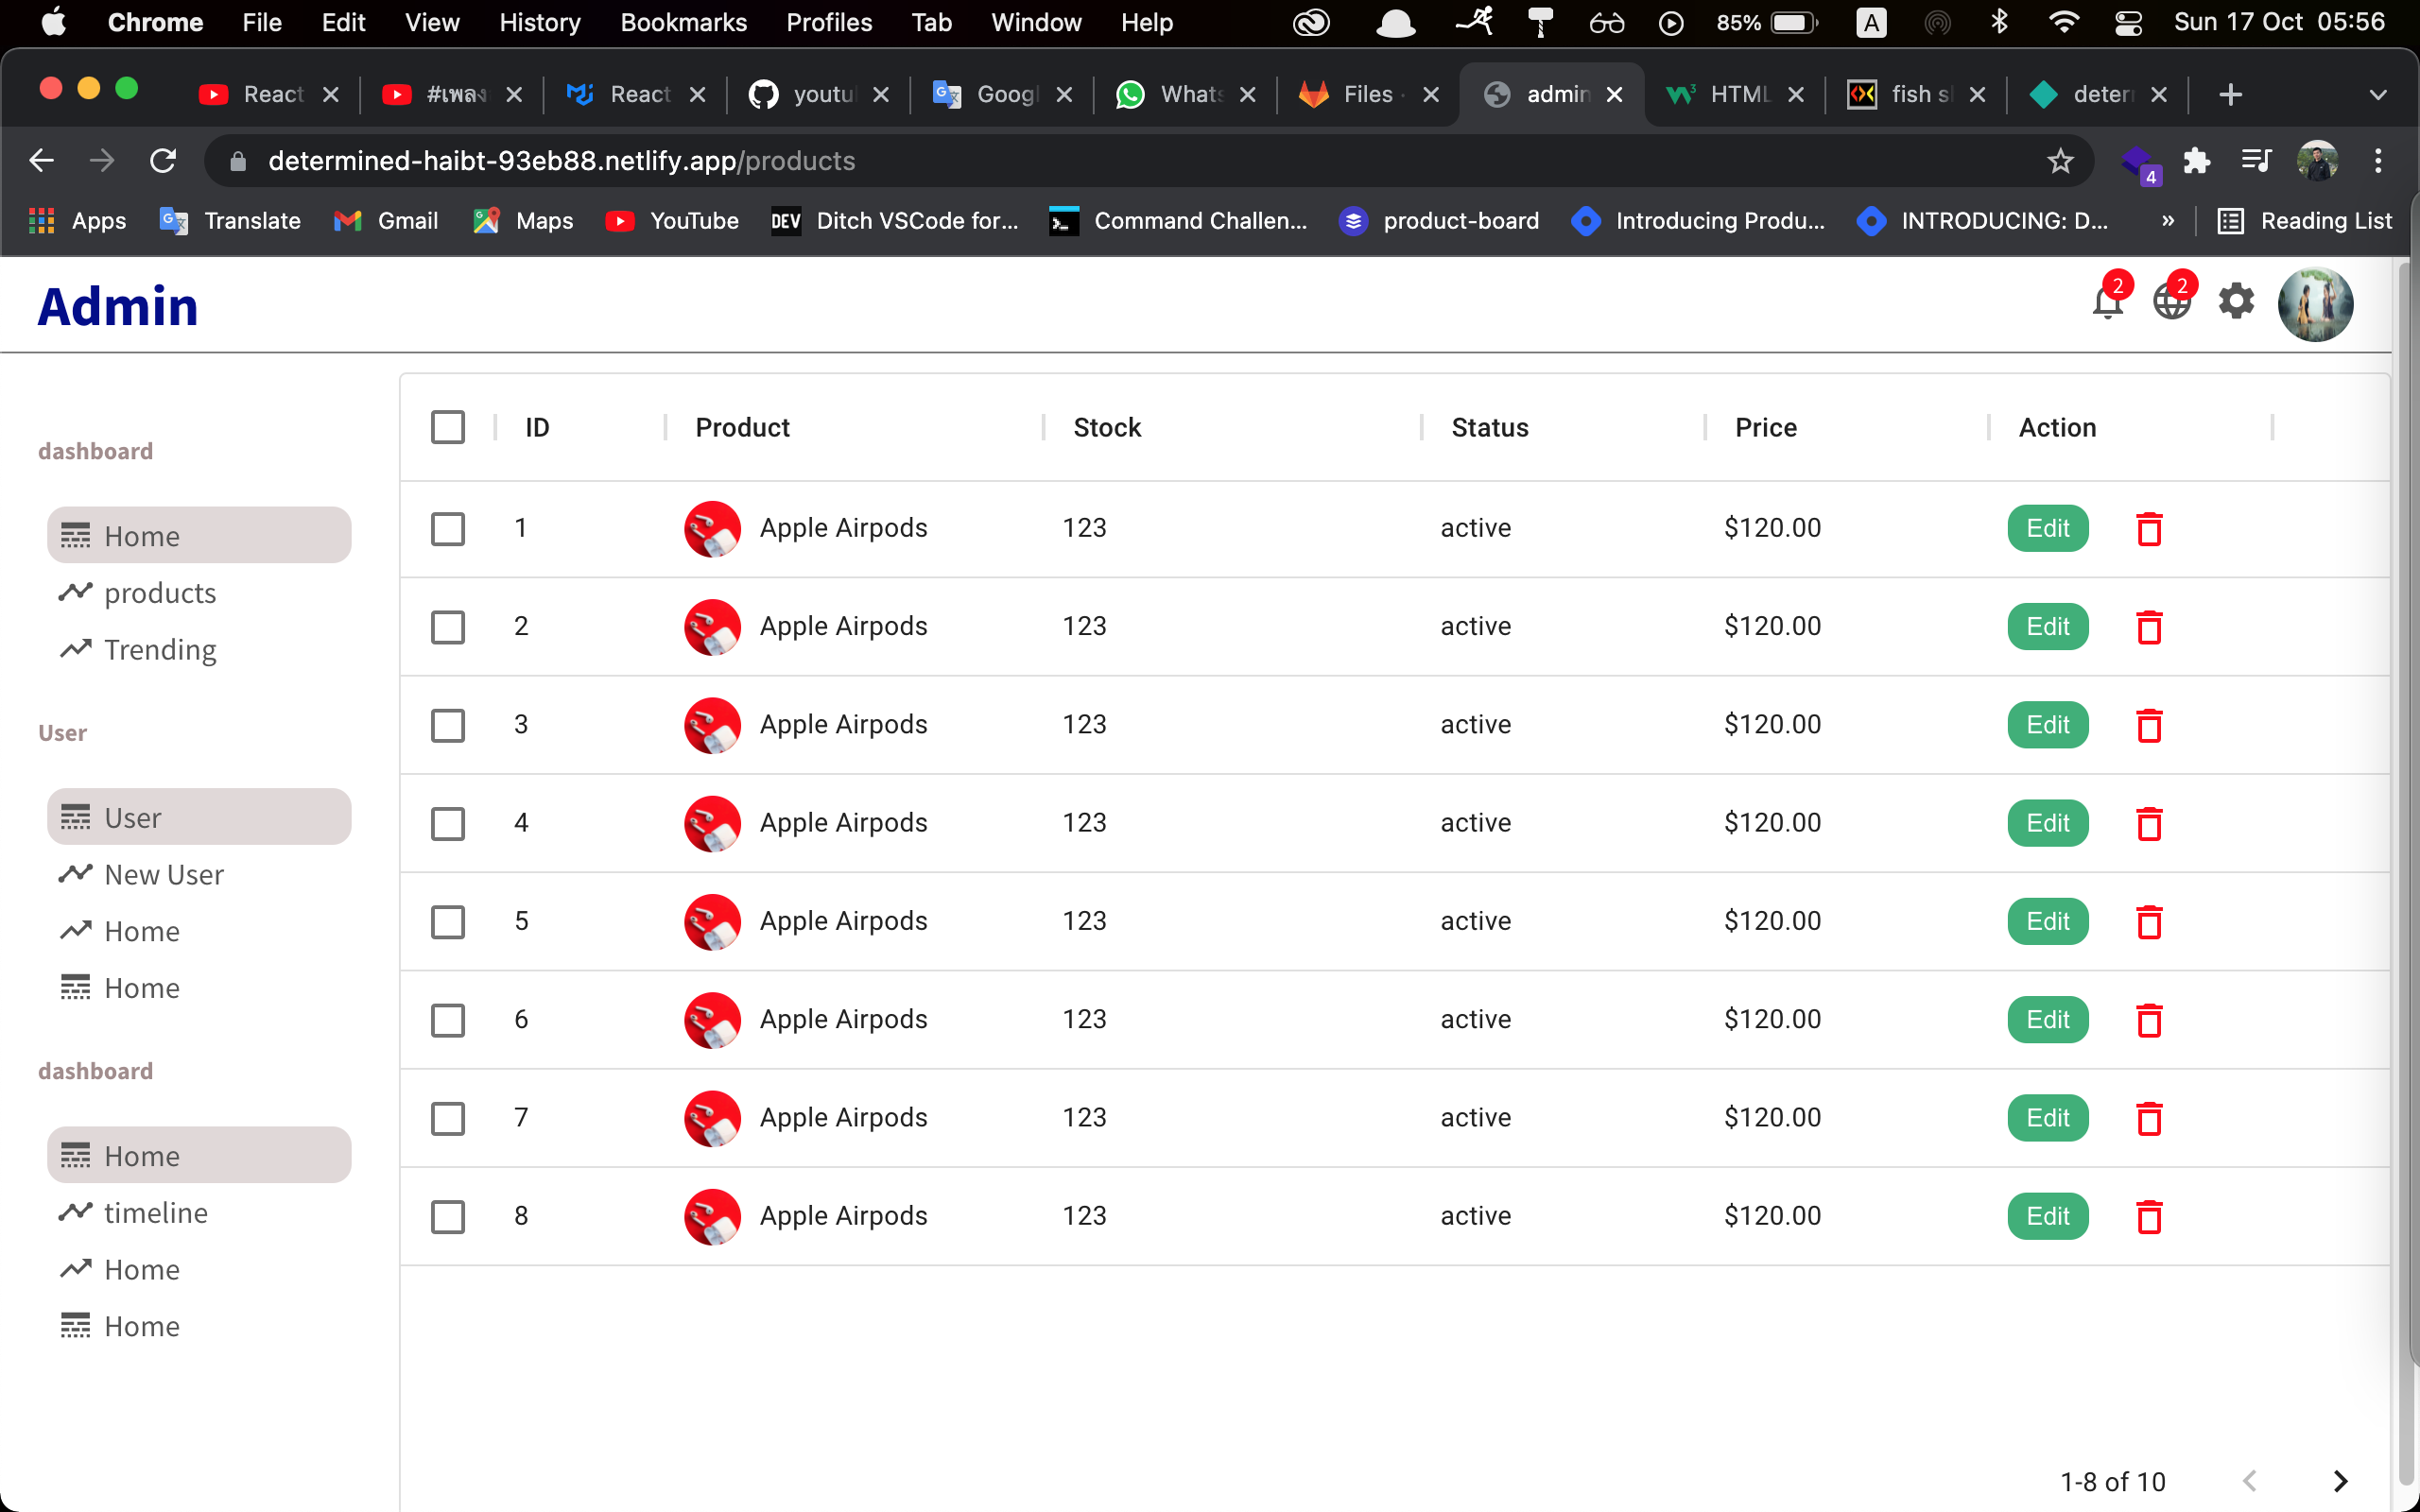 Chrome File Edit View History Bookmarks Profiles Tab Window Help 85% A Sun 17 Oct 05:56
React #เพลง React youtu Googl Whats Files admin HTML fish s deter
determined-haibt-93eb88.netlify.app/products 4
Apps Translate Gmail Maps YouTube DEV Ditch VSCode for... Command Challen... product-board Introducing Produ... INTRODUCING: D... » Reading List
Admin 2 2
dashboard
Home
products
Trending
User
User
New User
Home
Home
dashboard
Home
timeline
Home
Home
ID Product Stock Status Price Action
1 Apple Airpods 123 active $120.00 Edit
2 Apple Airpods 123 active $120.00 Edit
3 Apple Airpods 123 active $120.00 Edit
4 Apple Airpods 123 active $120.00 Edit
5 Apple Airpods 123 active $120.00 Edit
6 Apple Airpods 123 active $120.00 Edit
7 Apple Airpods 123 active $120.00 Edit
8 Apple Airpods 123 active $120.00 Edit
1-8 of 10